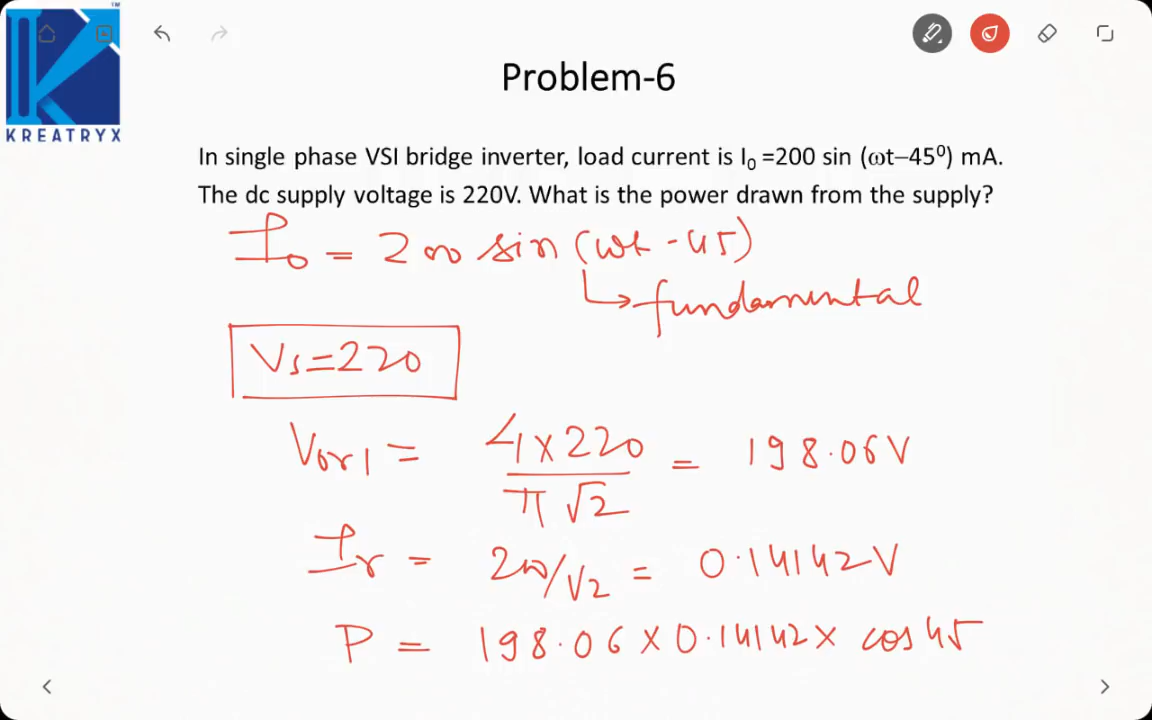 KREATRYX
TM
Problem-6
In single phase VSI bridge inverter, load current is I₀ =200 sin (ωt–45⁰) mA.
The dc supply voltage is 220V. What is the power drawn from the supply?
I₀ = 200 sin (ωt - 45)
↳ fundamental
Vs=220
Vor1 = 4×220 / π√2 = 198.06V
Ir = 200/√2 = 0.14142V
P = 198.06 × 0.14142 × cos 45